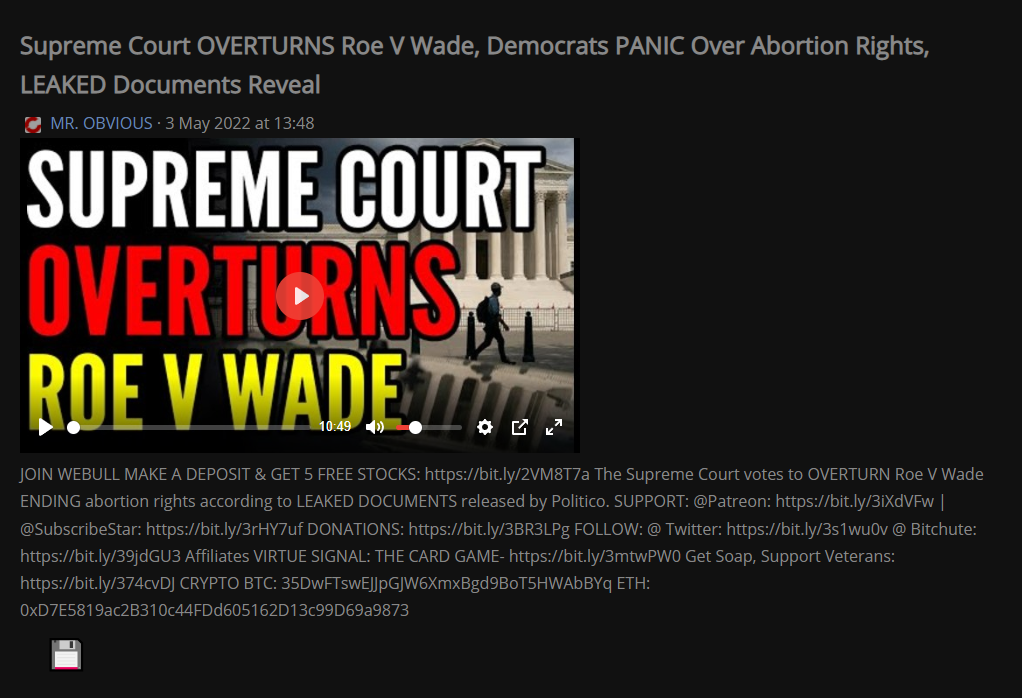 Supreme Court OVERTURNS Roe V Wade, Democrats PANIC Over Abortion Rights,
LEAKED Documents Reveal
MR. OBVIOUS · 3 May 2022 at 13:48
SUPREME COURT
OVERTURNS
ROE V WADE
10:49
JOIN WEBULL MAKE A DEPOSIT & GET 5 FREE STOCKS: https://bit.ly/2VM8T7a The Supreme Court votes to OVERTURN Roe V Wade
ENDING abortion rights according to LEAKED DOCUMENTS released by Politico. SUPPORT: @Patreon: https://bit.ly/3iXdVFw |
@SubscribeStar: https://bit.ly/3rHY7uf DONATIONS: https://bit.ly/3BR3LPg FOLLOW: @ Twitter: https://bit.ly/3s1wu0v @ Bitchute:
https://bit.ly/39jdGU3 Affiliates VIRTUE SIGNAL: THE CARD GAME- https://bit.ly/3mtwPW0 Get Soap, Support Veterans:
https://bit.ly/374cvDJ CRYPTO BTC: 35DwFTswEJJpGJW6XmxBgd9BoT5HWAbBYq ETH:
0xD7E5819ac2B310c44FDd605162D13c99D69a9873